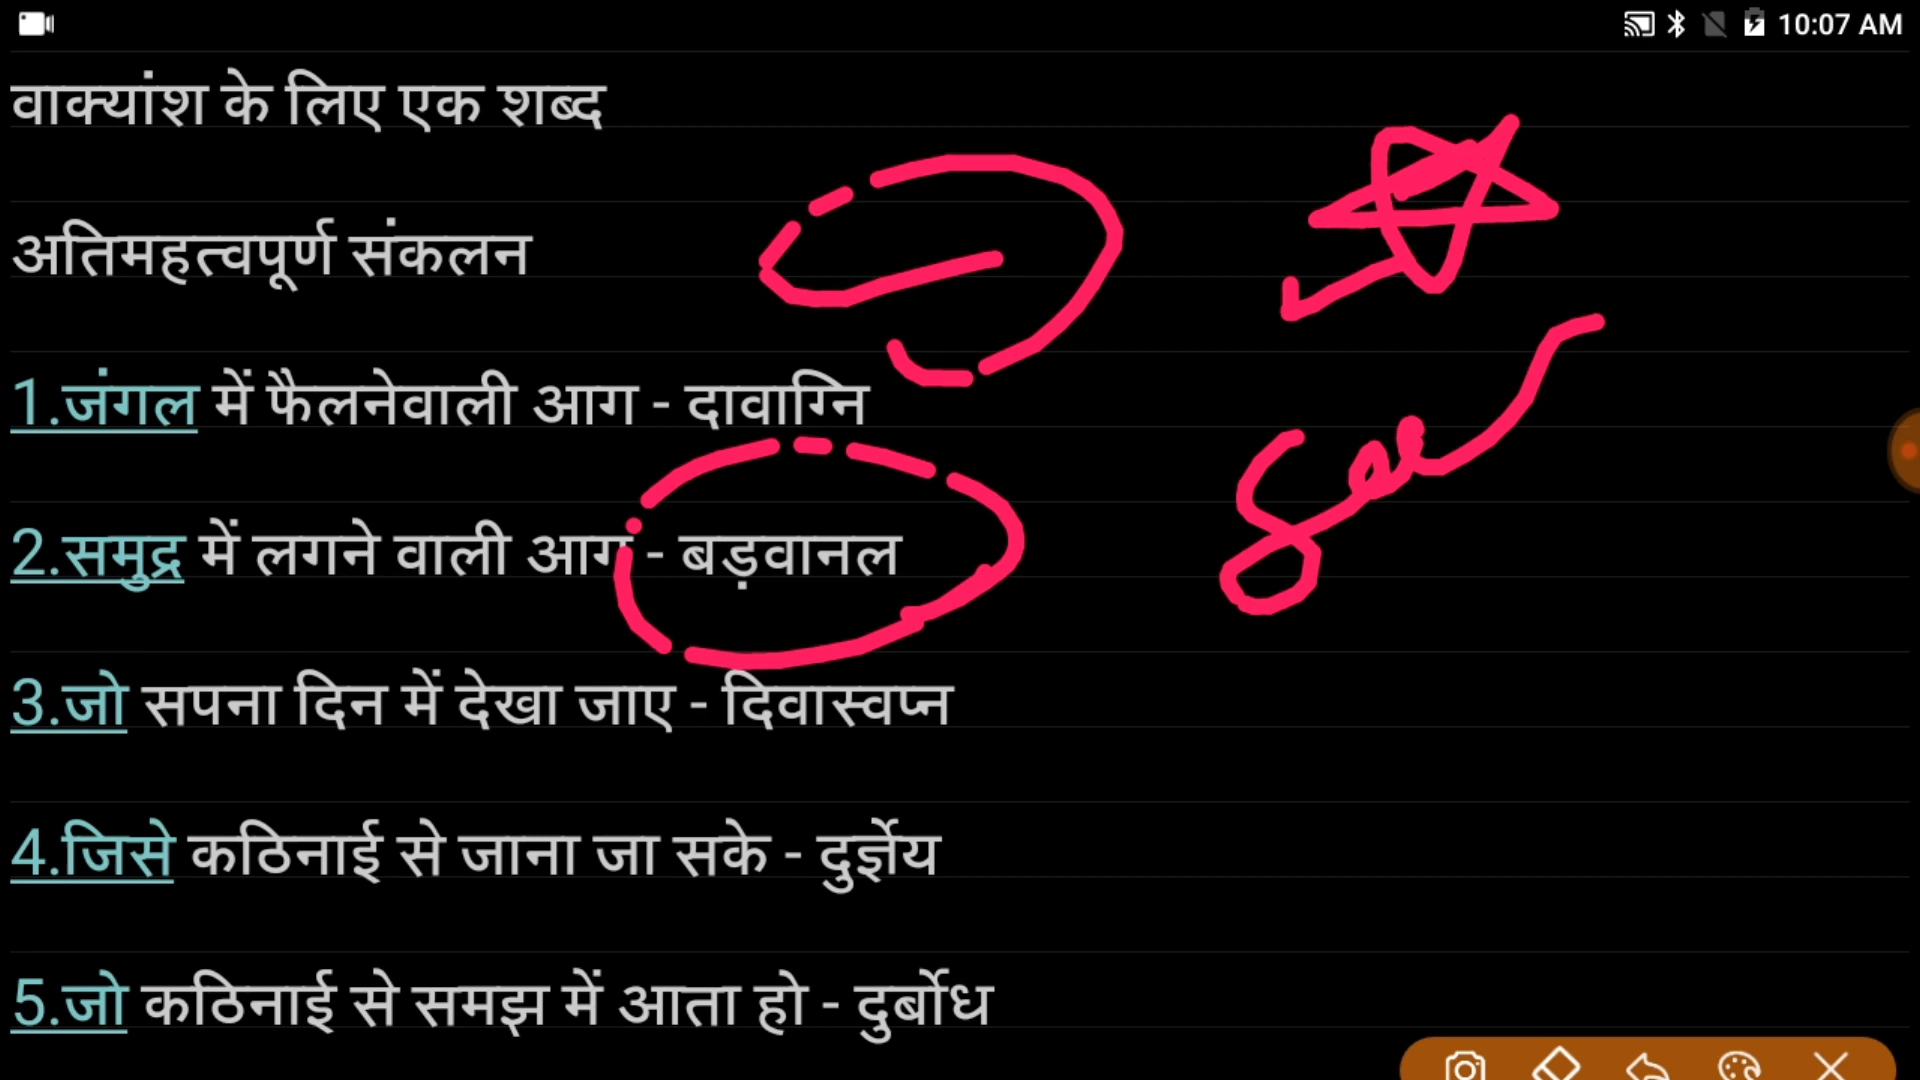 10:07 AM
वाक्यांश के लिए एक शब्द
अतिमहत्वपूर्ण संकलन
1.जंगल में फैलनेवाली आग - दावाग्नि
2.समुद्र में लगने वाली आग - बड़वानल
3.जो सपना दिन में देखा जाए - दिवास्वप्न
4.जिसे कठिनाई से जाना जा सके - दुर्ज्ञेय
5.जो कठिनाई से समझ में आता हो - दुर्बोध